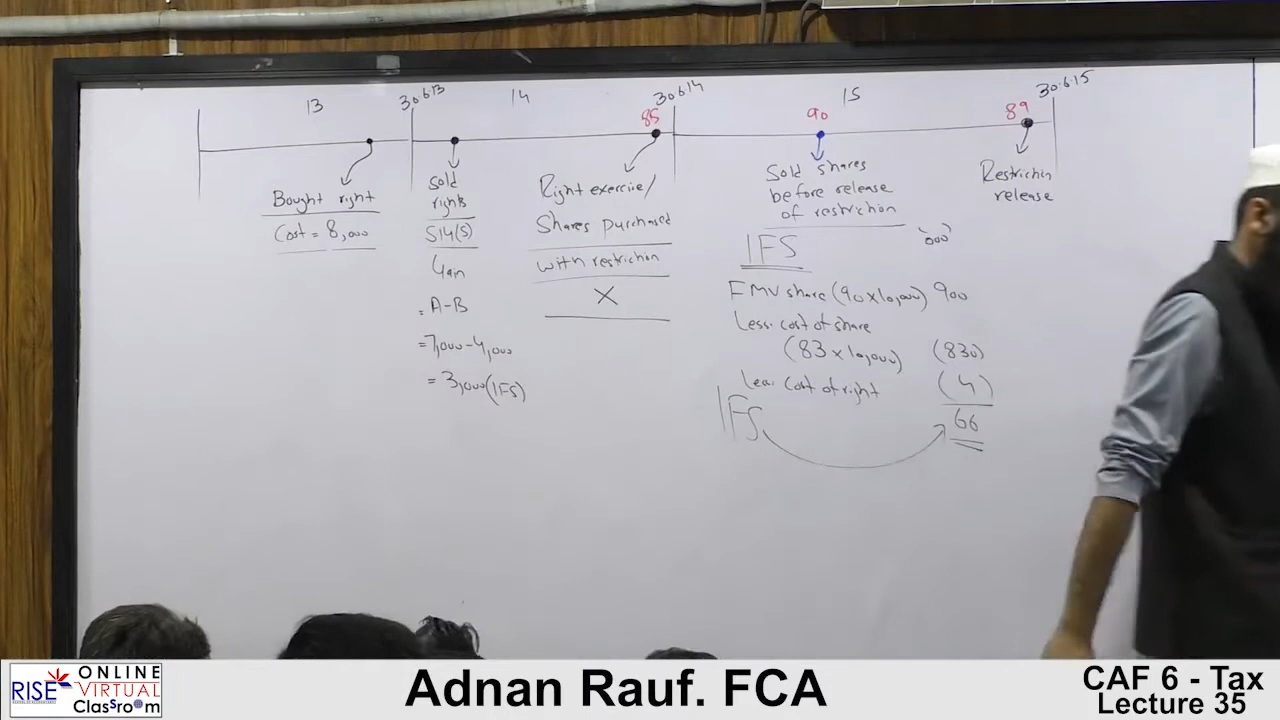 13
30.6.13
14
30.6.14
15
30.6.15
85
90
89
Bought right
Cost = 8,000
Sold
rights
S14(5)
Gain
= A-B
=7,000-4,000
= 3,000(IFS)
Right exercise/
Shares purchased
with restriction
X
Sold shares
before release
of restriction
IFS
'000'
FMV share (90x10,000) 900
Less: cost of share
(83 x 10,000) (830)
Less: Cost of right (4)
IFS 66
Restriction
release
RISE
ONLINE
VIRTUAL
Classroom
Adnan Rauf. FCA
CAF 6 - Tax
Lecture 35